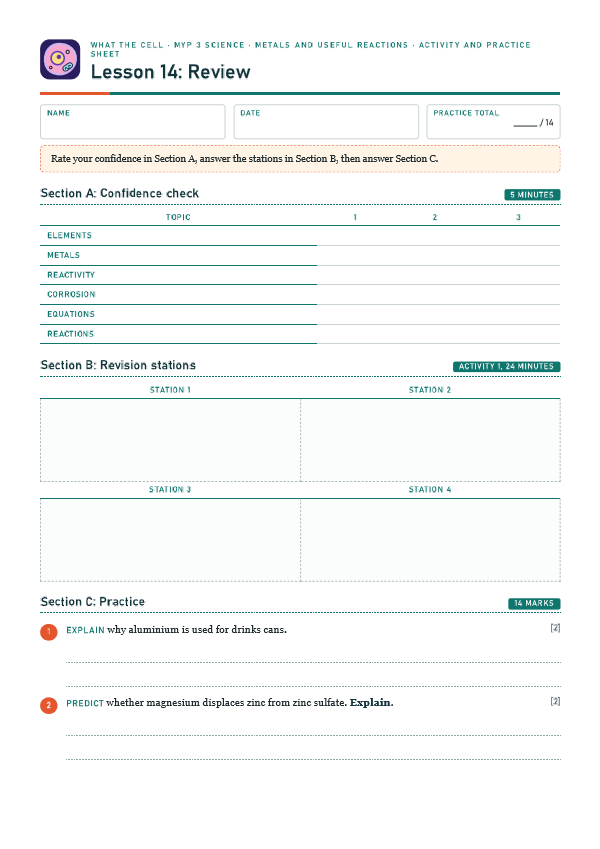 WHAT THE CELL · MYP 3 SCIENCE · METALS AND USEFUL REACTIONS · ACTIVITY AND PRACTICE
SHEET
Lesson 14: Review
NAME
DATE
PRACTICE TOTAL
_____ / 14
Rate your confidence in Section A, answer the stations in Section B, then answer Section C.
Section A: Confidence check
5 MINUTES
TOPIC 1 2 3
ELEMENTS
METALS
REACTIVITY
CORROSION
EQUATIONS
REACTIONS
Section B: Revision stations
ACTIVITY 1, 24 MINUTES
STATION 1 STATION 2
STATION 3 STATION 4
Section C: Practice
14 MARKS
1 EXPLAIN why aluminium is used for drinks cans. [2]
2 PREDICT whether magnesium displaces zinc from zinc sulfate. Explain. [2]